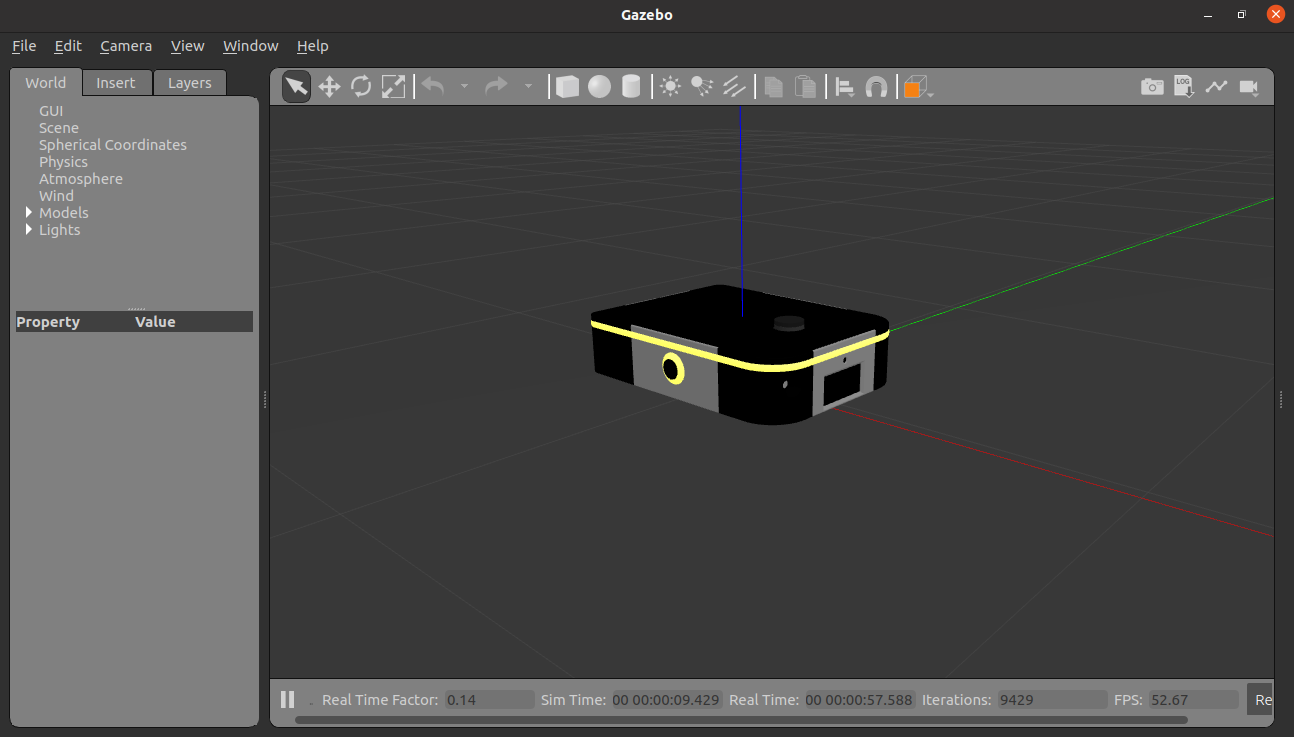 Gazebo
File Edit Camera View Window Help
World Insert Layers
GUI
Scene
Spherical Coordinates
Physics
Atmosphere
Wind
Models
Lights
Property Value
LOG
Real Time Factor: 0.14 Sim Time: 00 00:00:09.429 Real Time: 00 00:00:57.588 Iterations: 9429 FPS: 52.67 Re